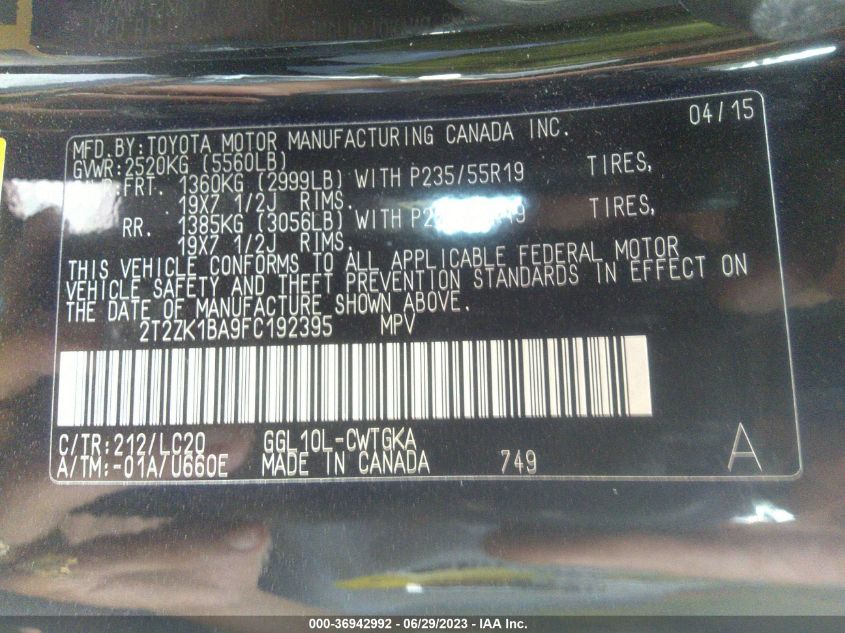 MFD. BY: TOYOTA MOTOR MANUFACTURING CANADA INC. 04/15
GVWR: 2520KG (5560LB)
FRT. 1360KG (2999LB) WITH P235/55R19 TIRES,
19X7 1/2J RIMS.
RR. 1385KG (3056LB) WITH TIRES,
19X7 1/2J RIMS.
THIS VEHICLE CONFORMS TO ALL APPLICABLE FEDERAL MOTOR
VEHICLE SAFETY AND THEFT PREVENTION STANDARDS IN EFFECT ON
THE DATE OF MANUFACTURE SHOWN ABOVE.
2T2ZK1BA9FC192395 MPV
C/TR: 212/LC20 GGL10L-CWTGKA
A/TM: -01A/U660E MADE IN CANADA 749 A
000-36942992 - 06/29/2023 - IAA Inc.